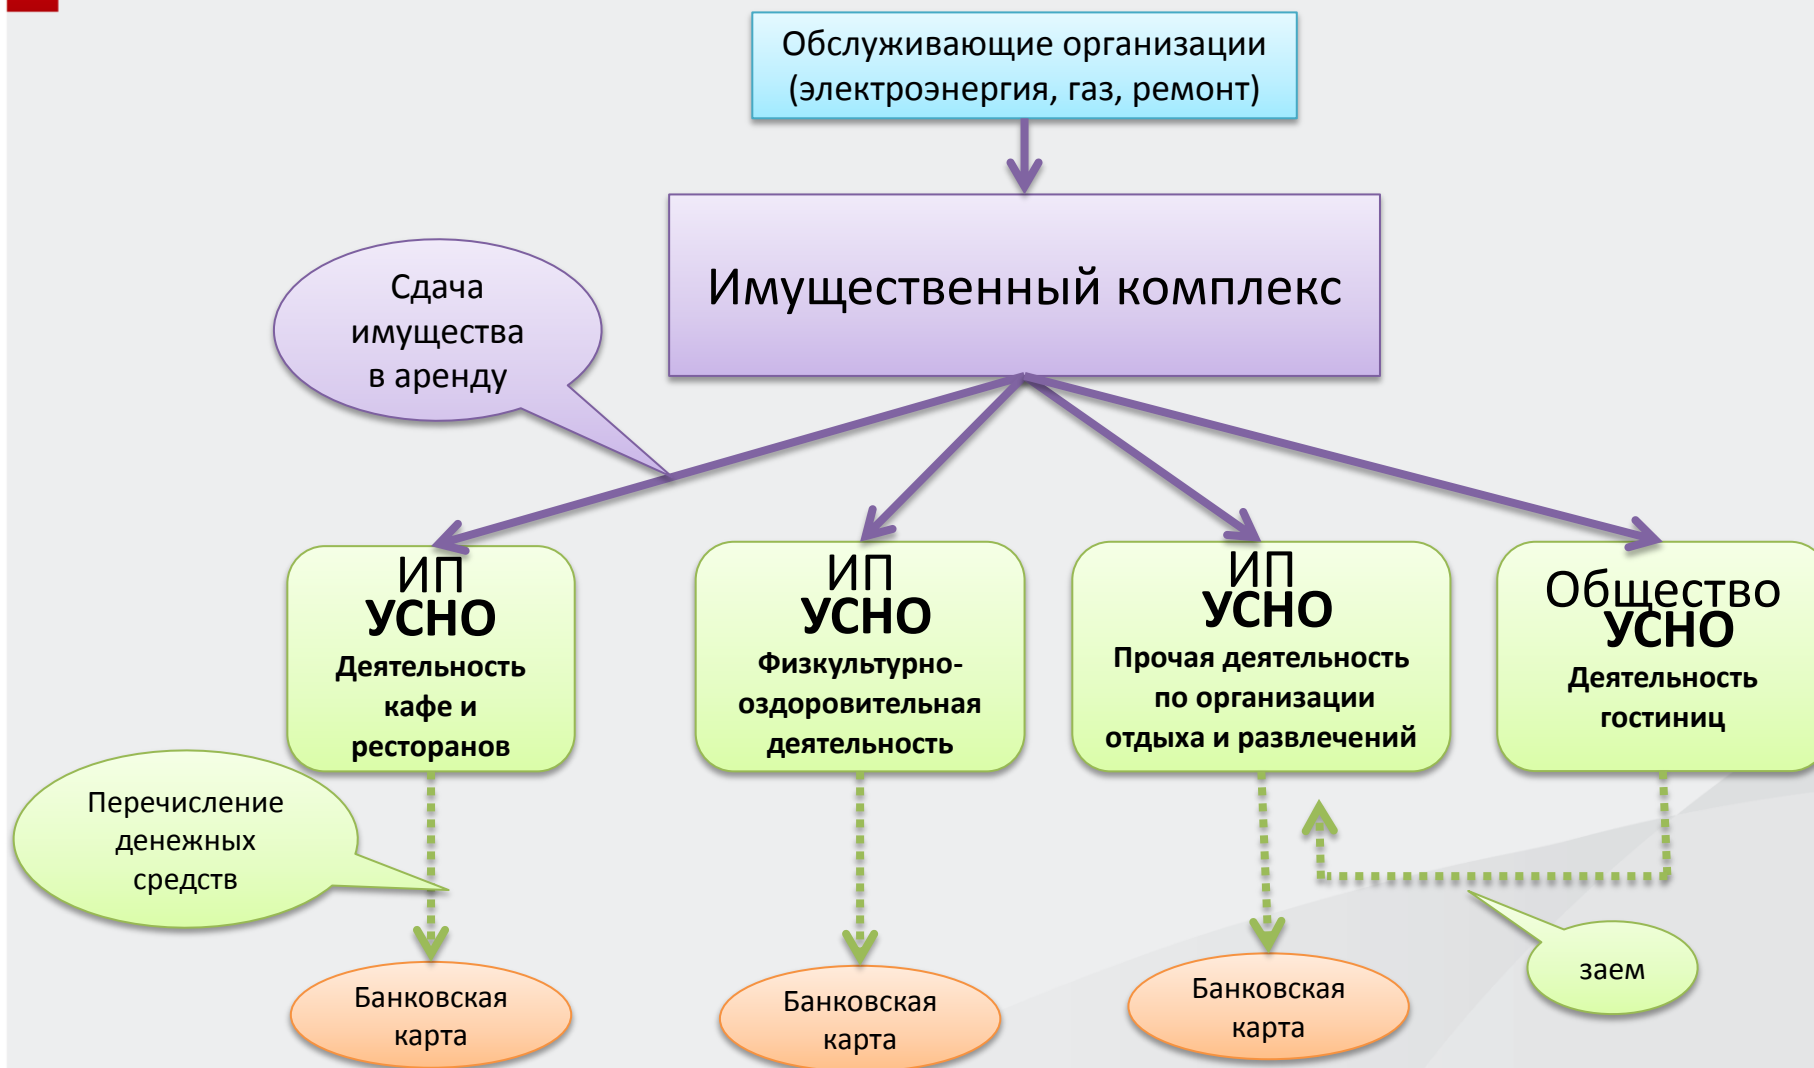 Обслуживающие организации
(электроэнергия, газ, ремонт)
Имущественный комплекс
Сдача
имущества
в аренду
ИП
УСНО
Деятельность
кафе и
ресторанов
ИП
УСНО
Физкультурно-
оздоровительная
деятельность
ИП
УСНО
Прочая деятельность
по организации
отдыха и развлечений
Общество
УСНО
Деятельность
гостиниц
Перечисление
денежных
средств
заем
Банковская
карта
Банковская
карта
Банковская
карта